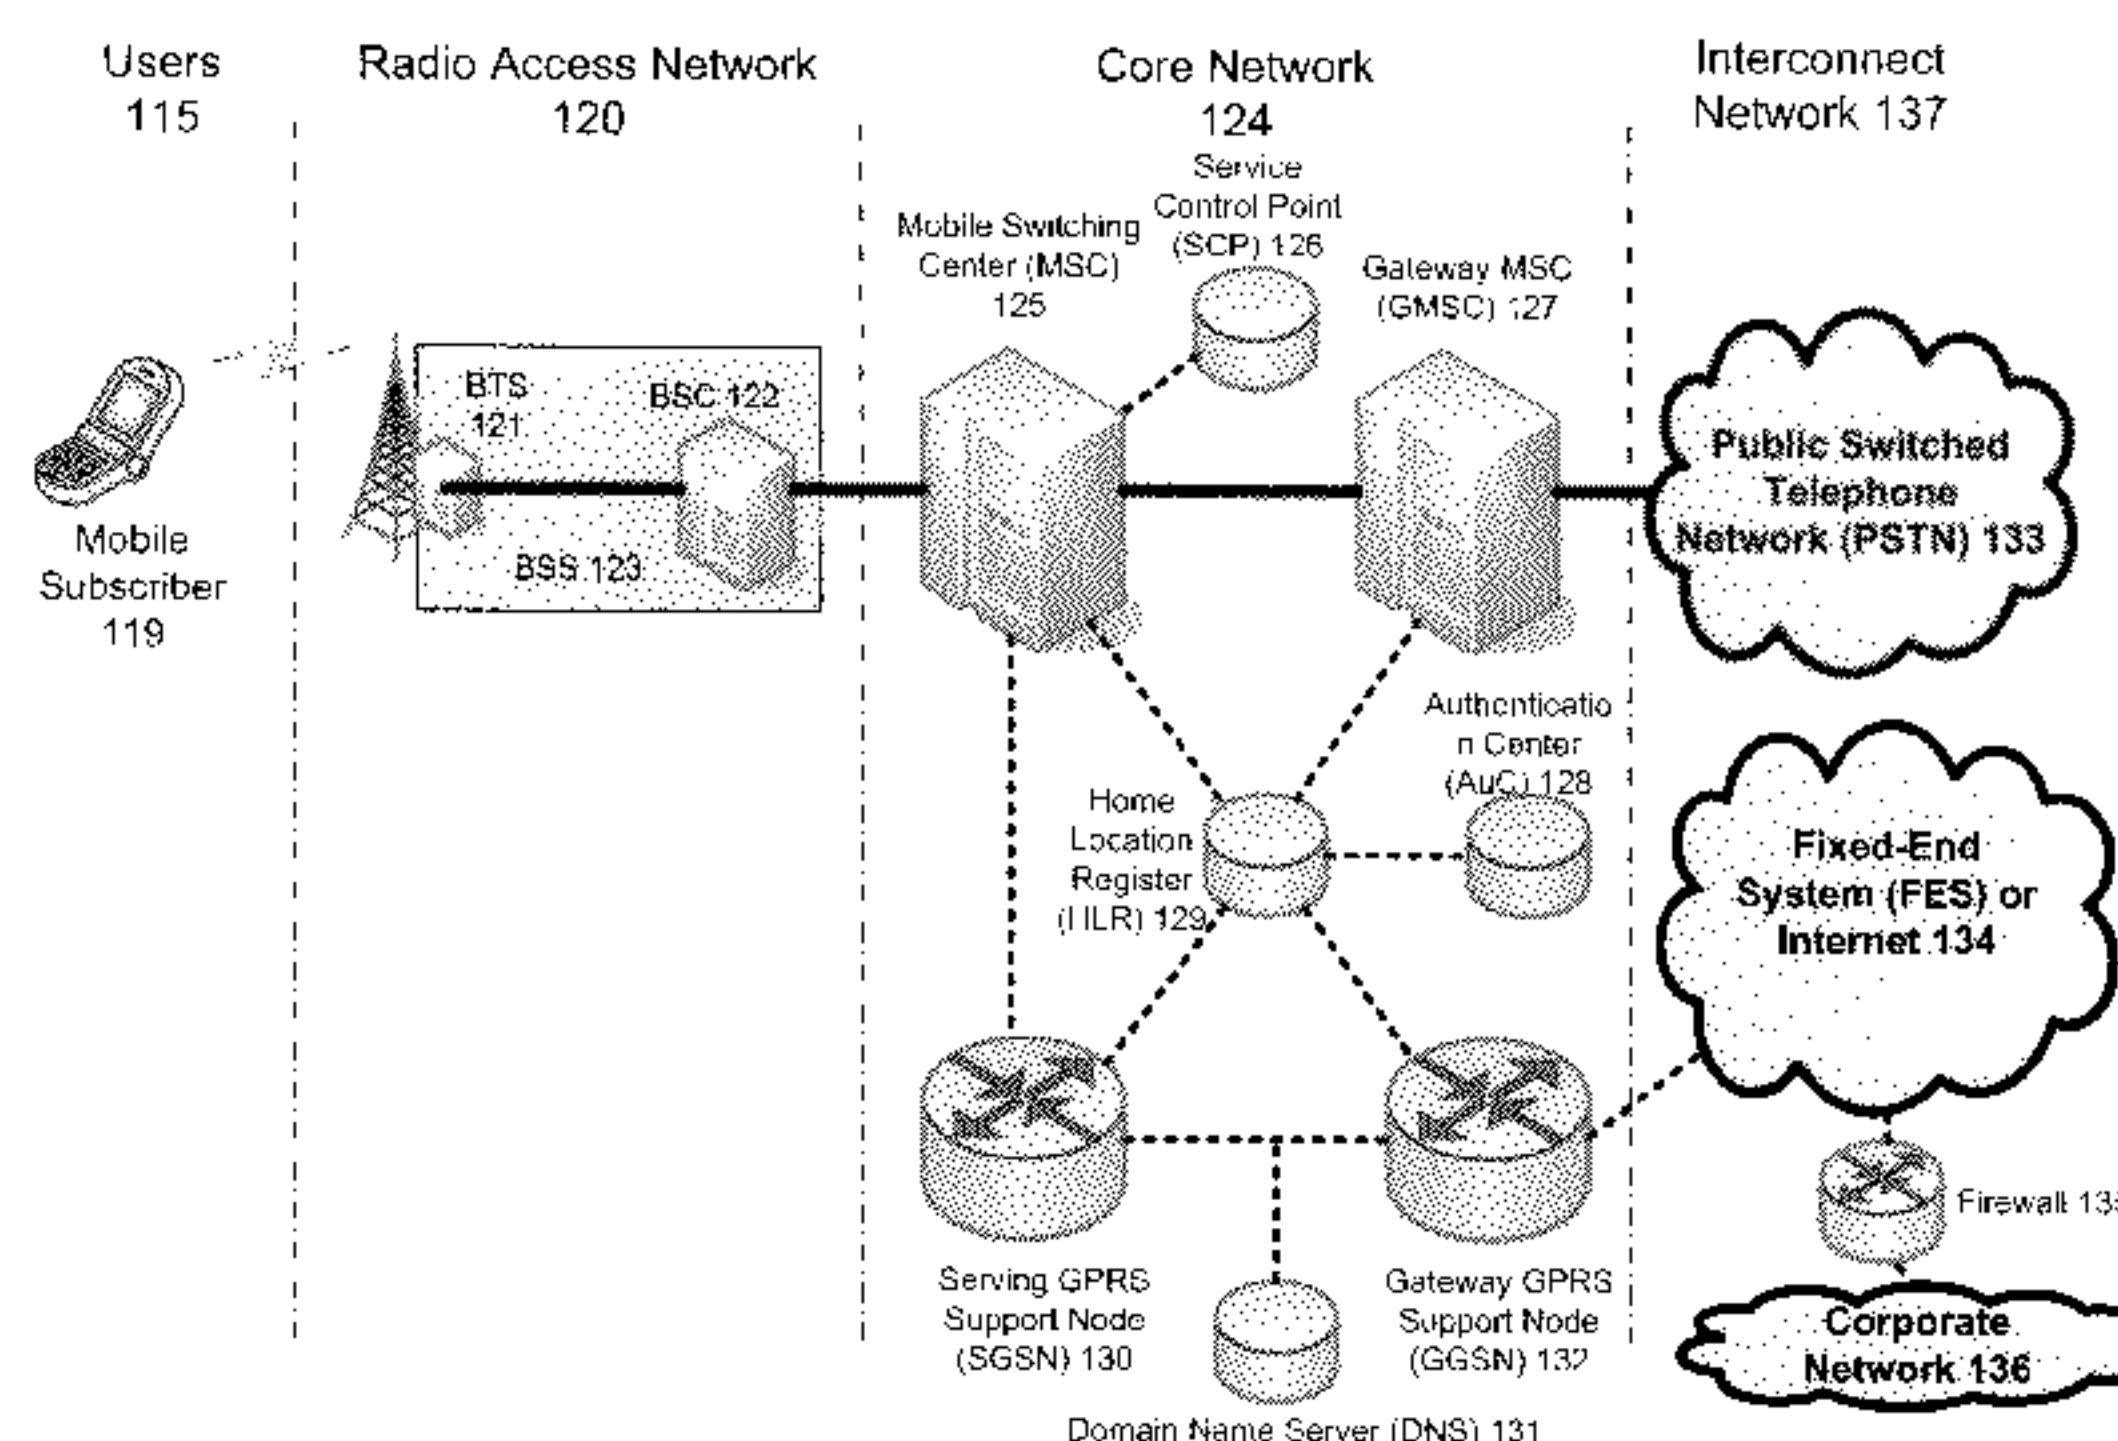 Users
115
Radio Access Network
120
Core Network
124
Interconnect
Network 137
Service
Control Point
(SCP) 126
Mobile Switching
Center (MSC)
125
Gateway MSC
(GMSC) 127
BTS
121
BSC 122
BSS 123
Mobile
Subscriber
119
Public Switched
Telephone
Network (PSTN) 133
Authenticatio
n Center
(AuC) 128
Home
Location
Register
(HLR) 129
Fixed-End
System (FES) or
Internet 134
Firewall
Serving GPRS
Support Node
(SGSN) 130
Gateway GPRS
Support Node
(GGSN) 132
Corporate
Network 136
Domain Name Server (DNS) 131